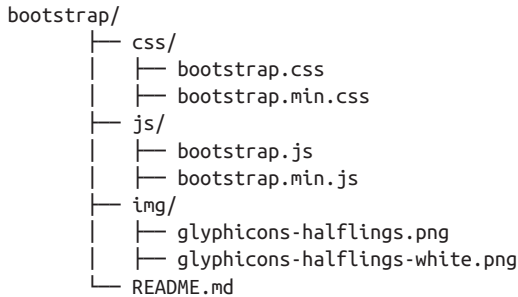 bootstrap/
├── css/
│   ├── bootstrap.css
│   ├── bootstrap.min.css
├── js/
│   ├── bootstrap.js
│   ├── bootstrap.min.js
├── img/
│   ├── glyphicons-halflings.png
│   ├── glyphicons-halflings-white.png
└── README.md